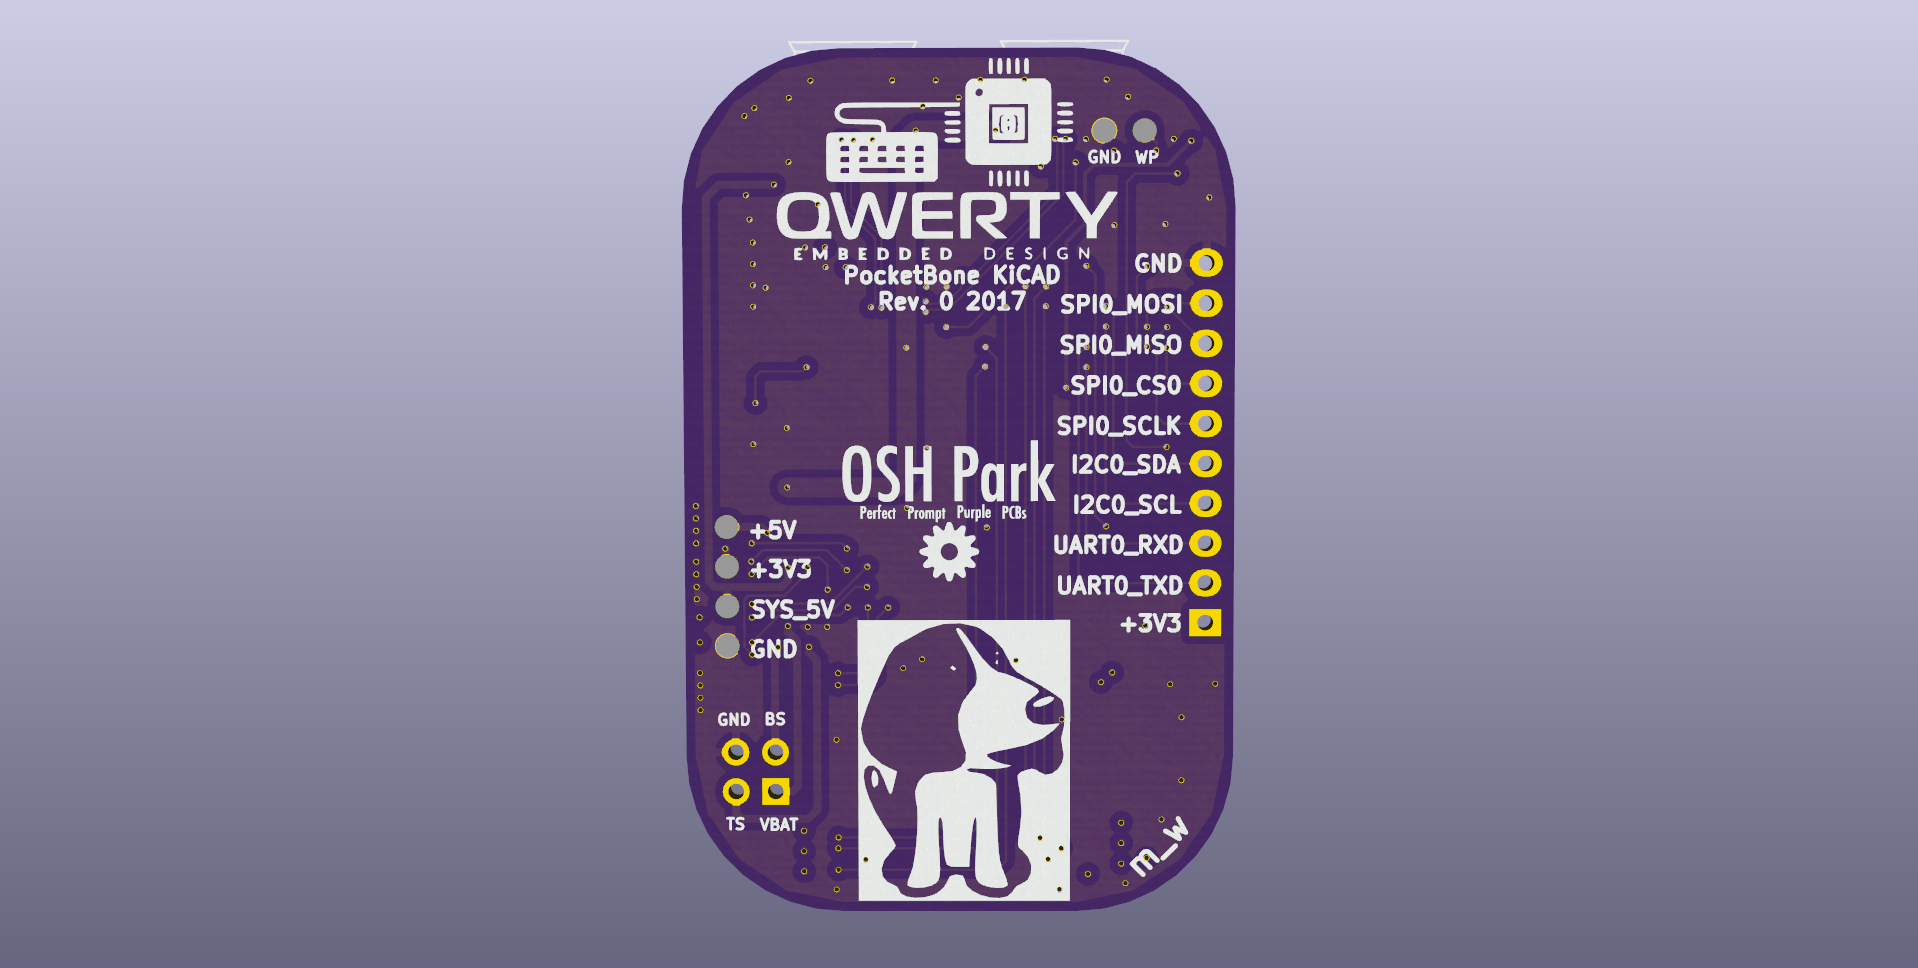 {;}
GND WP
QWERTY
EMBEDDED DESIGN
PocketBone KiCAD
Rev. 0 2017
GND
SPI0_MOSI
SPI0_MISO
SPI0_CS0
SPI0_SCLK
I2C0_SDA
I2C0_SCL
UART0_RXD
UART0_TXD
+3V3
OSH Park
Perfect Prompt Purple PCBs
+5V
+3V3
SYS_5V
GND
GND BS
TS VBAT
m_w